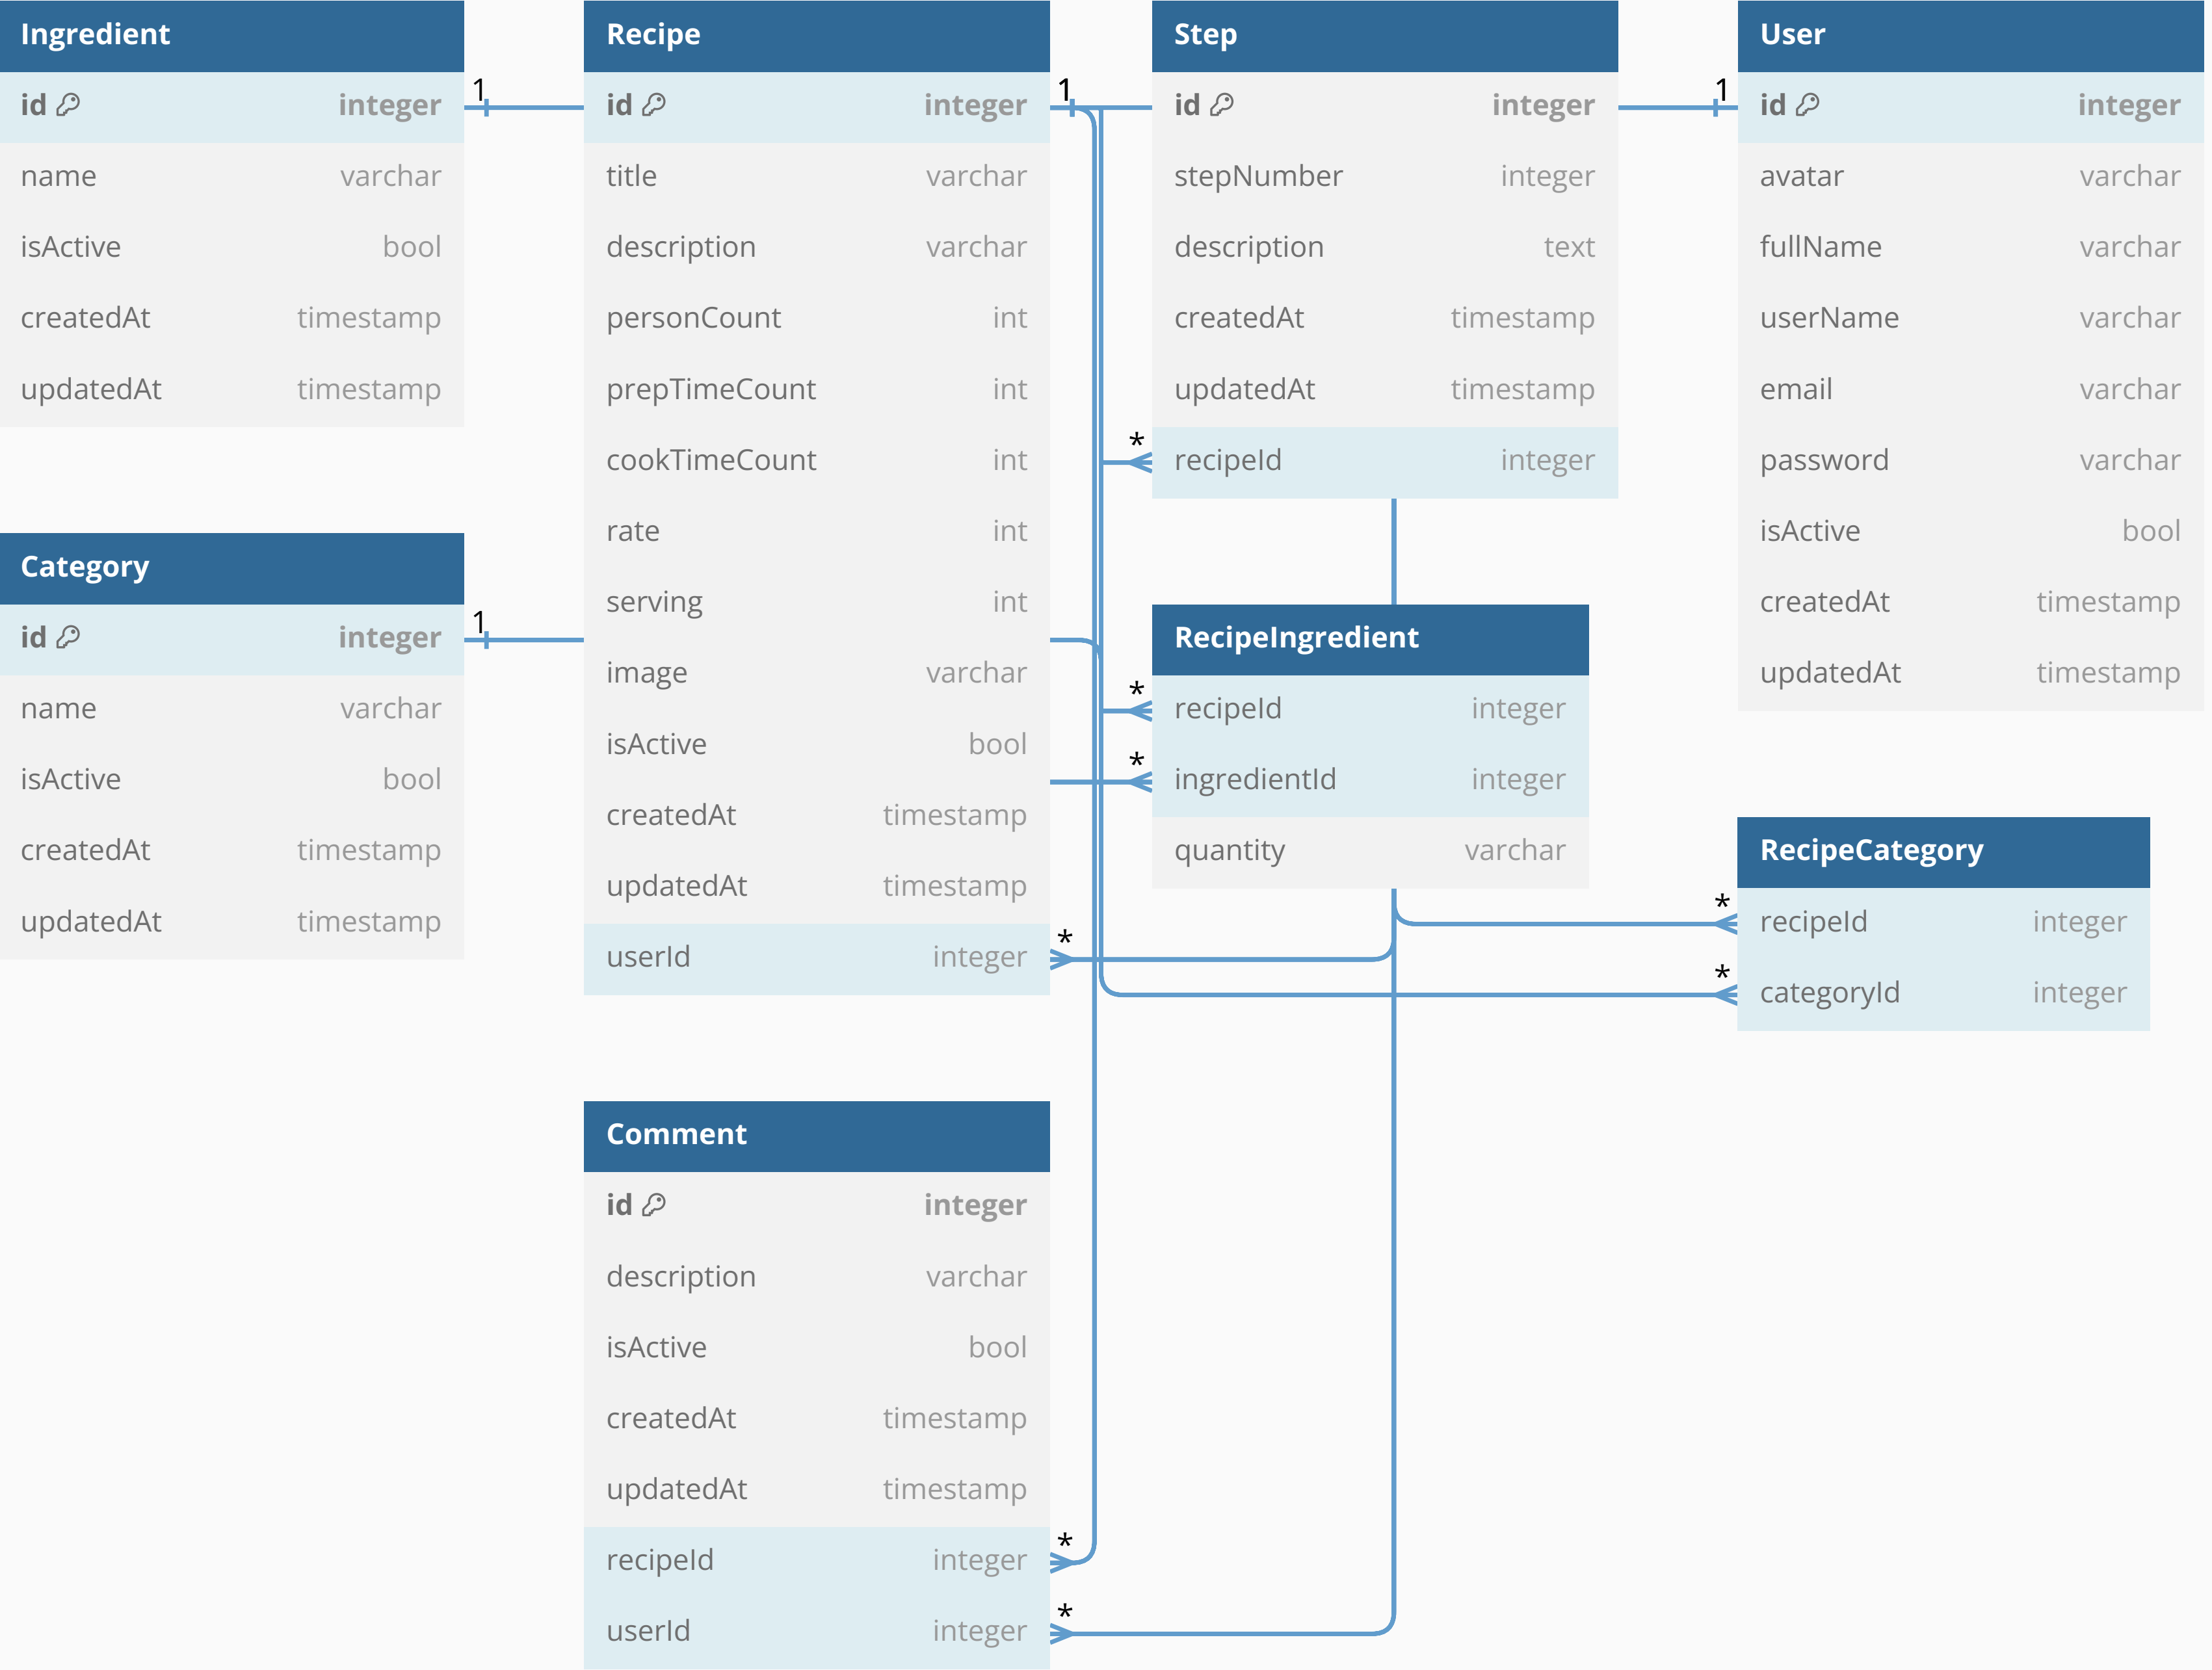 Ingredient
id integer
name varchar
isActive bool
createdAt timestamp
updatedAt timestamp
1
Category
id integer
name varchar
isActive bool
createdAt timestamp
updatedAt timestamp
1
Recipe
id integer
title varchar
description varchar
personCount int
prepTimeCount int
cookTimeCount int
rate int
serving int
image varchar
isActive bool
createdAt timestamp
updatedAt timestamp
userId integer
1
*
Comment
id integer
description varchar
isActive bool
createdAt timestamp
updatedAt timestamp
recipeId integer
userId integer
*
*
Step
id integer
stepNumber integer
description text
createdAt timestamp
updatedAt timestamp
* recipeId integer
RecipeIngredient
* recipeId integer
* ingredientId integer
quantity varchar
User
1
id integer
avatar varchar
fullName varchar
userName varchar
email varchar
password varchar
isActive bool
createdAt timestamp
updatedAt timestamp
RecipeCategory
* recipeId integer
* categoryId integer